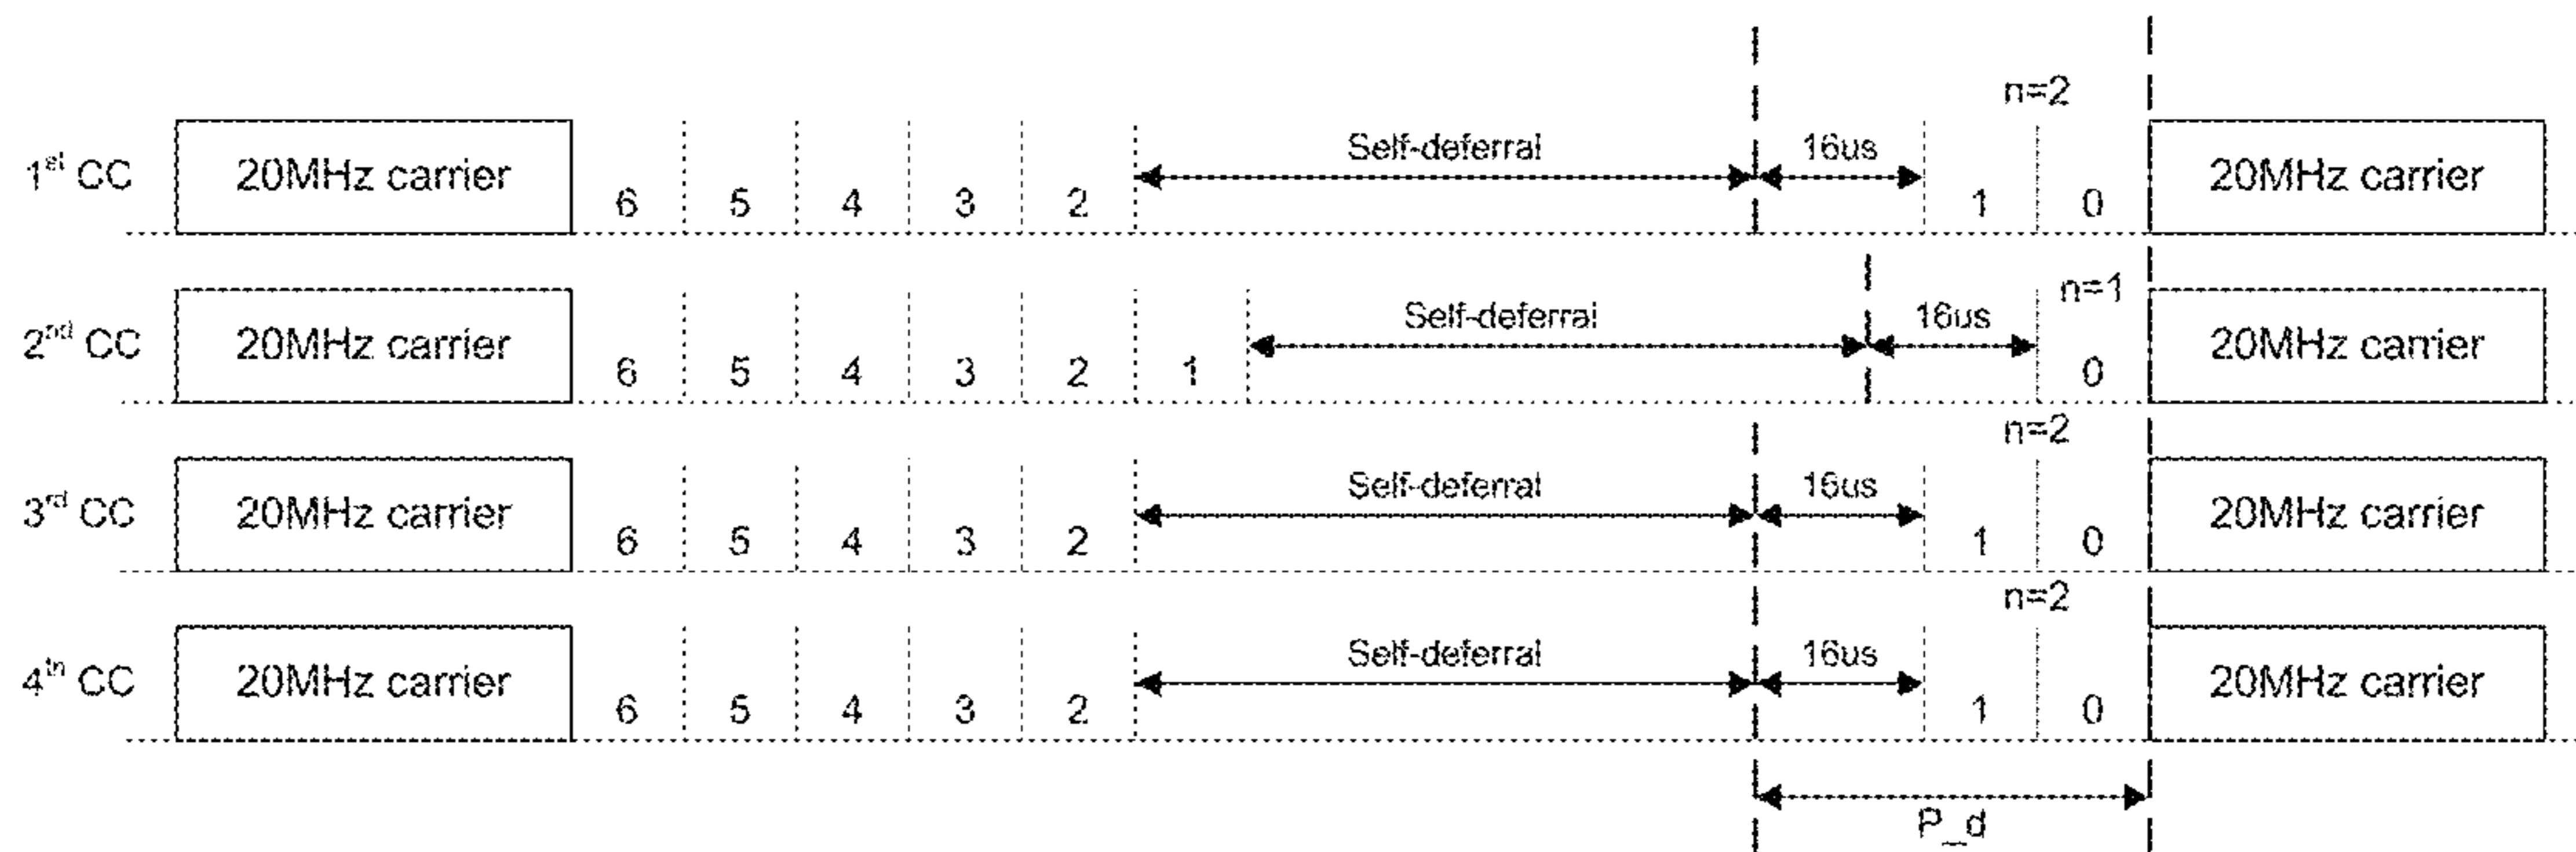 n=2
1st CC 20MHz carrier 6 5 4 3 2 Self-deferral 16us 1 0 20MHz carrier
n=1
2nd CC 20MHz carrier 6 5 4 3 2 1 Self-deferral 16us 0 20MHz carrier
n=2
3rd CC 20MHz carrier 6 5 4 3 2 Self-deferral 16us 1 0 20MHz carrier
n=2
4th CC 20MHz carrier 6 5 4 3 2 Self-deferral 16us 1 0 20MHz carrier
P_d